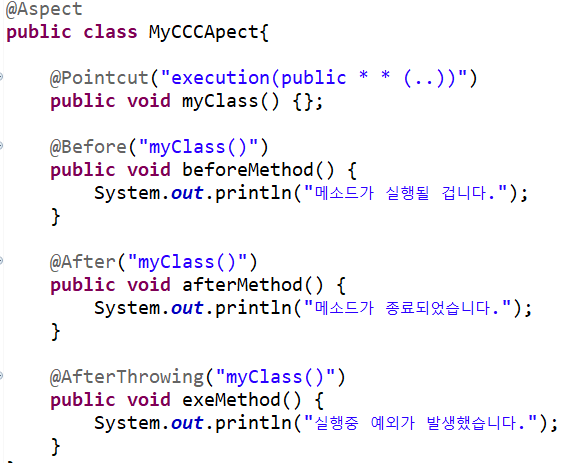 @Aspect
public class MyCCCApect{
@Pointcut("execution(public * * (..))")
public void myClass() {};
@Before("myClass()")
public void beforeMethod() {
System.out.println("메소드가 실행될 겁니다.");
}
@After("myClass()")
public void afterMethod() {
System.out.println("메소드가 종료되었습니다.");
}
@AfterThrowing("myClass()")
public void exeMethod() {
System.out.println("실행중 예외가 발생했습니다.");
}